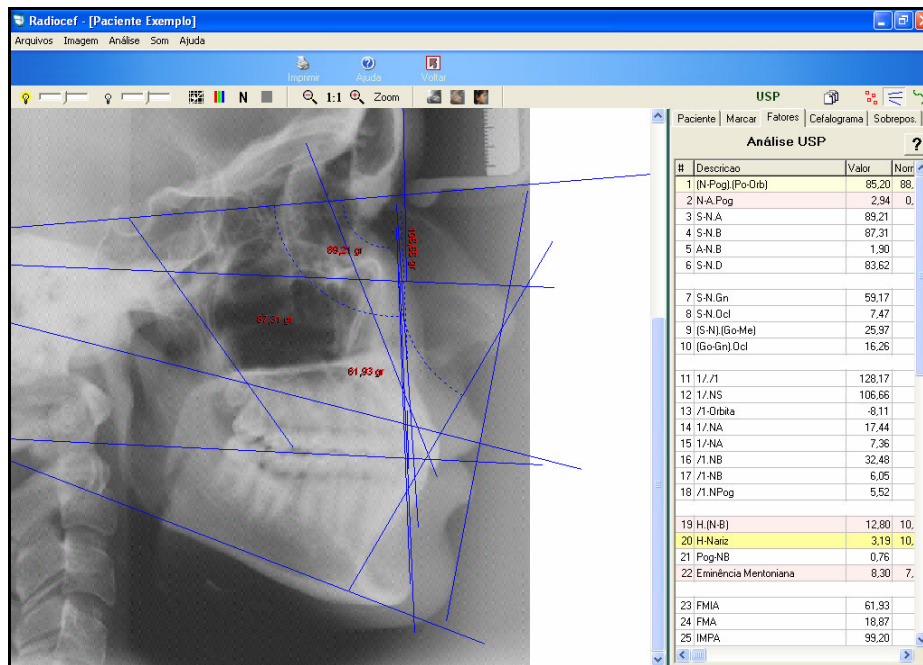 Radiocef - [Paciente Exemplo]
Arquivos Imagem Análise Som Ajuda
Imprimir Ajuda Voltar
N 1:1 Zoom USP
Paciente Marcar Fatores Cefalograma Sobrepos.
Análise USP ?
# Descricao Valor Norr
1 (N-Pog).(Po-Orb) 85,20 88,
2 N-A.Pog 2,94 0,
3 S-N.A 89,21
4 S-N.B 87,31
5 A-N.B 1,90
6 S-N.D 83,62
7 S-N.Gn 59,17
8 S-N.Ocl 7,47
9 (S-N).(Go-Me) 25,97
10 (Go-Gn).Ocl 16,26
11 1/./1 128,17
12 1/.NS 106,66
13 /1-Orbita -8,11
14 1/.NA 17,44
15 1/-NA 7,36
16 /1.NB 32,48
17 /1-NB 6,05
18 /1.NPog 5,52
19 H.(N-B) 12,80 10,
20 H-Nariz 3,19 10,
21 Pog-NB 0,76
22 Eminência Mentoniana 8,30 7,
23 FMIA 61,93
24 FMA 18,87
25 IMPA 99,20
89,21 gr
87,31 gr
61,93 gr